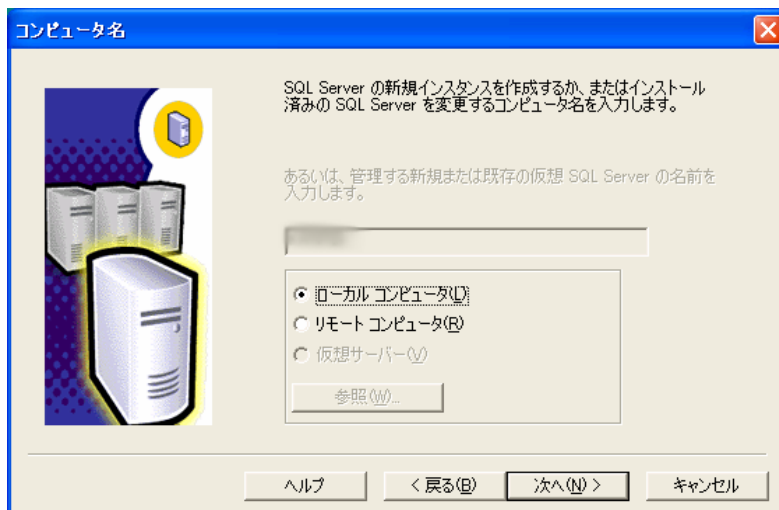 コンピュータ名
SQL Server の新規インスタンスを作成するか、またはインストール
済みの SQL Server を変更するコンピュータ名を入力します。
あるいは、管理する新規または既存の仮想 SQL Server の名前を
入力します。
ローカル コンピュータ(L)
リモート コンピュータ(R)
仮想サーバー(V)
参照(W)...
ヘルプ
< 戻る(B)
次へ(N) >
キャンセル